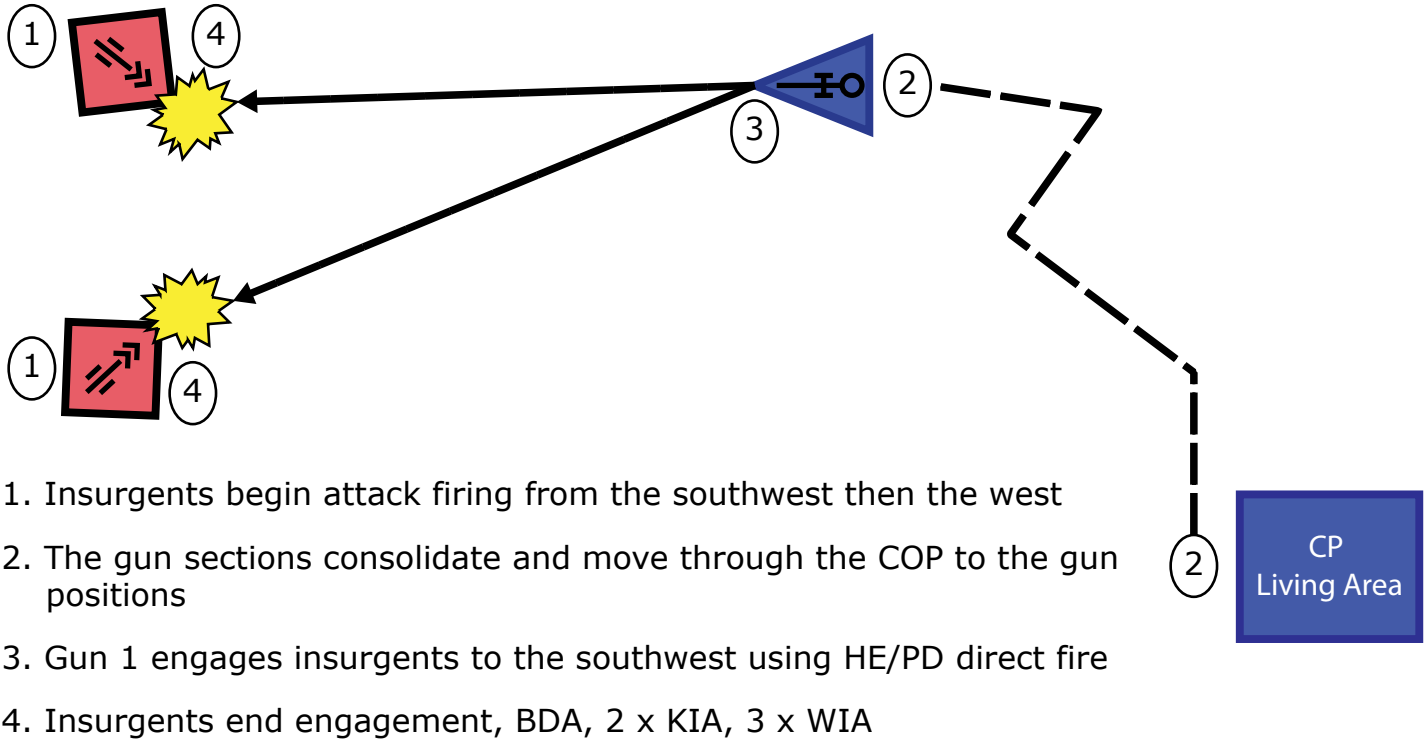 1
4
2
3
1
4
1. Insurgents begin attack firing from the southwest then the west
2. The gun sections consolidate and move through the COP to the gun
positions
2
CP
Living Area
3. Gun 1 engages insurgents to the southwest using HE/PD direct fire
4. Insurgents end engagement, BDA, 2 x KIA, 3 x WIA